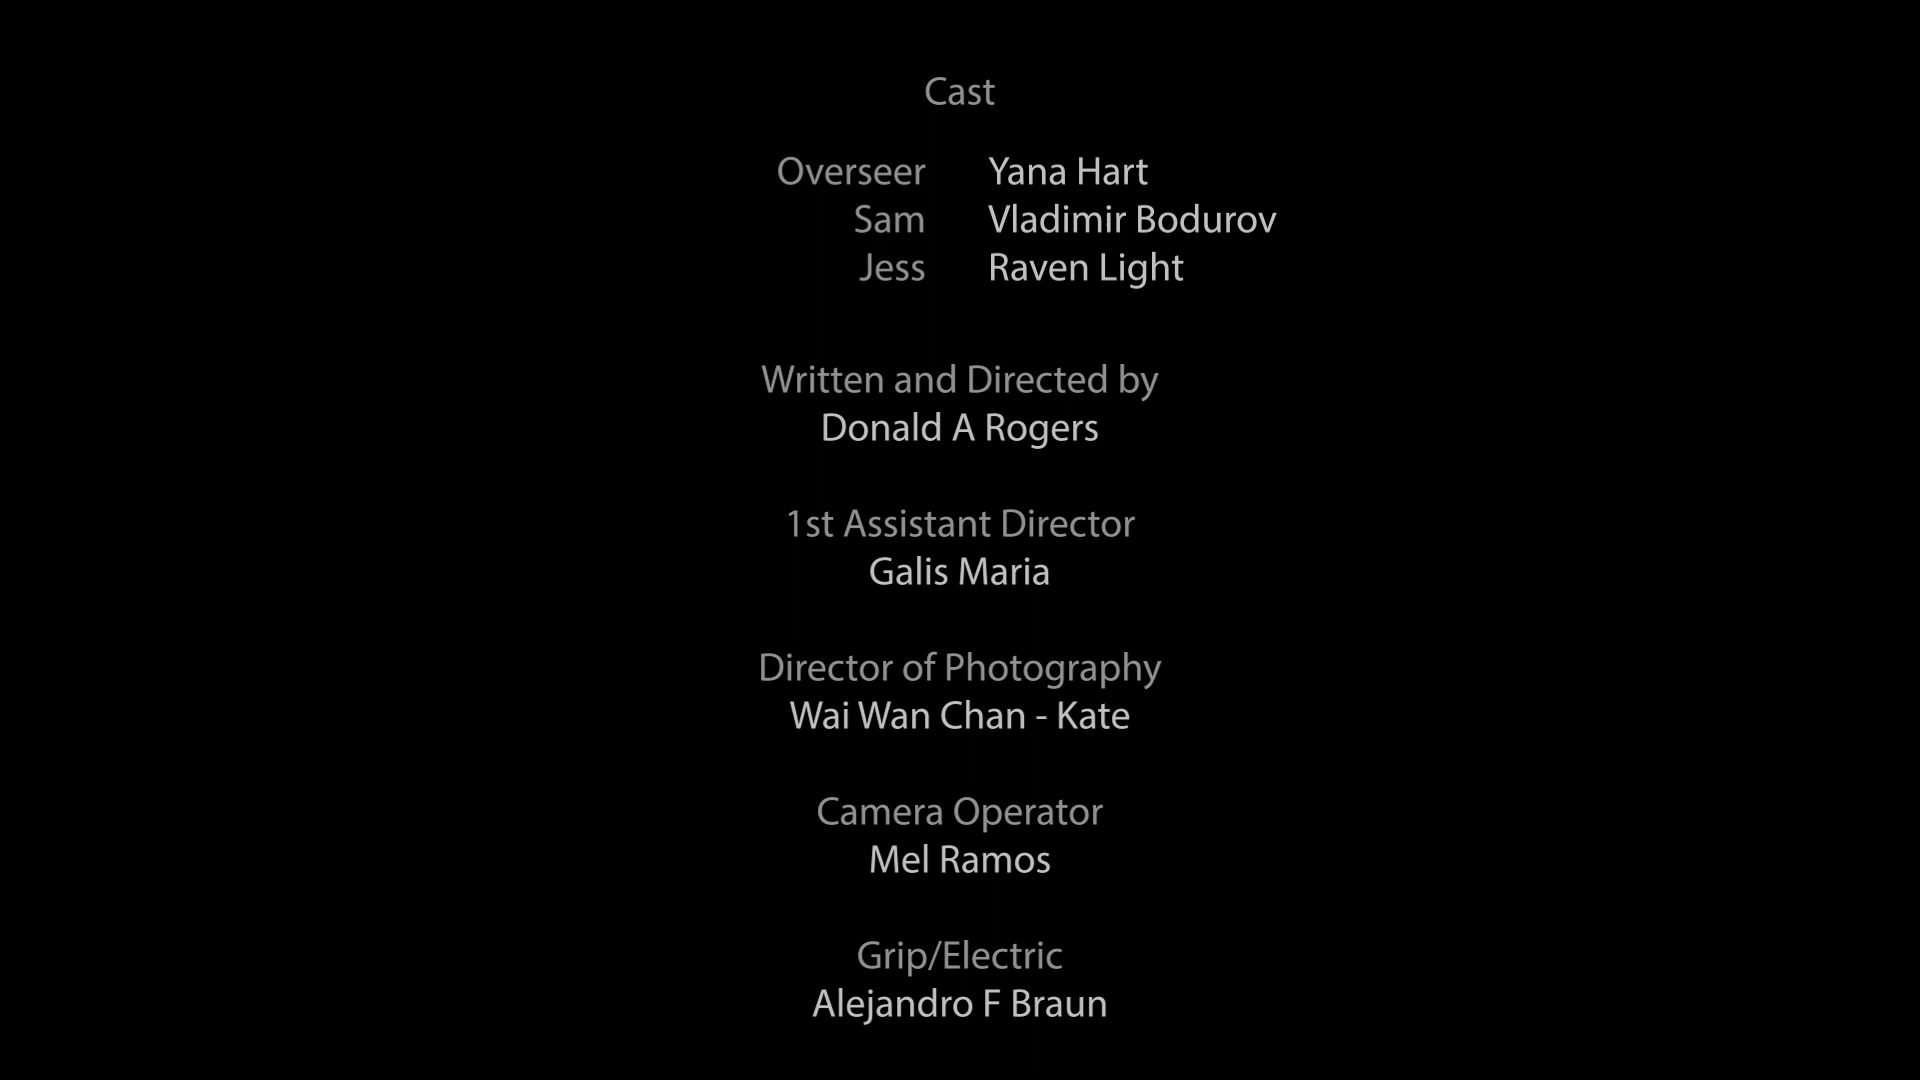 Cast
Overseer Yana Hart
Sam Vladimir Bodurov
Jess Raven Light
Written and Directed by
Donald A Rogers
1st Assistant Director
Galis Maria
Director of Photography
Wai Wan Chan - Kate
Camera Operator
Mel Ramos
Grip/Electric
Alejandro F Braun